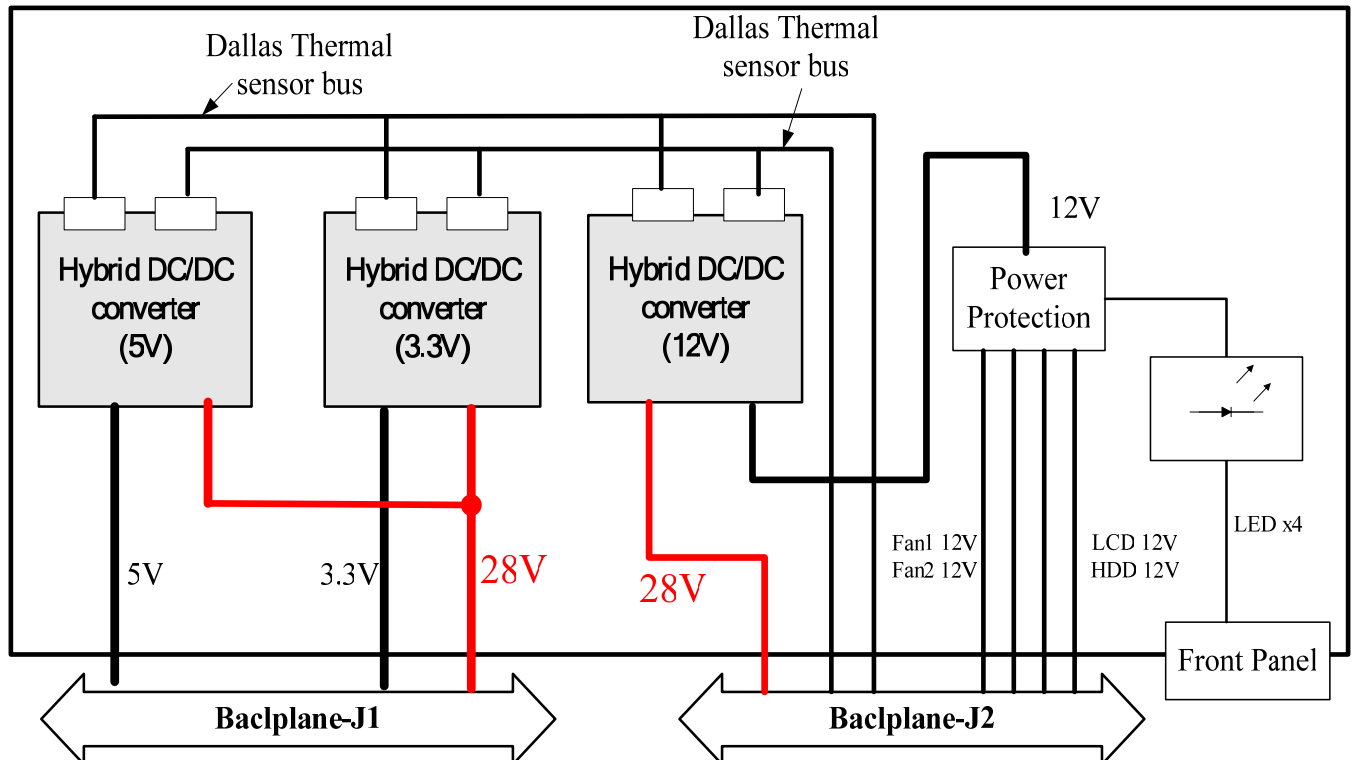 Dallas Thermal
sensor bus
Dallas Thermal
sensor bus
12V
Hybrid DC/DC
converter
(5V)
Hybrid DC/DC
converter
(3.3V)
Hybrid DC/DC
converter
(12V)
Power
Protection
5V
3.3V
28V
28V
Fan1 12V
Fan2 12V
LCD 12V
HDD 12V
LED x4
Front Panel
Baclplane-J1
Baclplane-J2